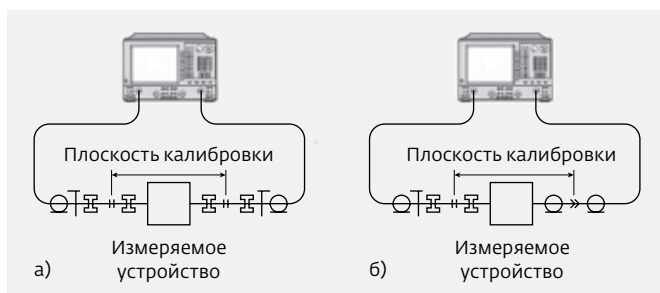 Плоскость калибровки
Измеряемое
устройство
а)
Плоскость калибровки
Измеряемое
устройство
б)